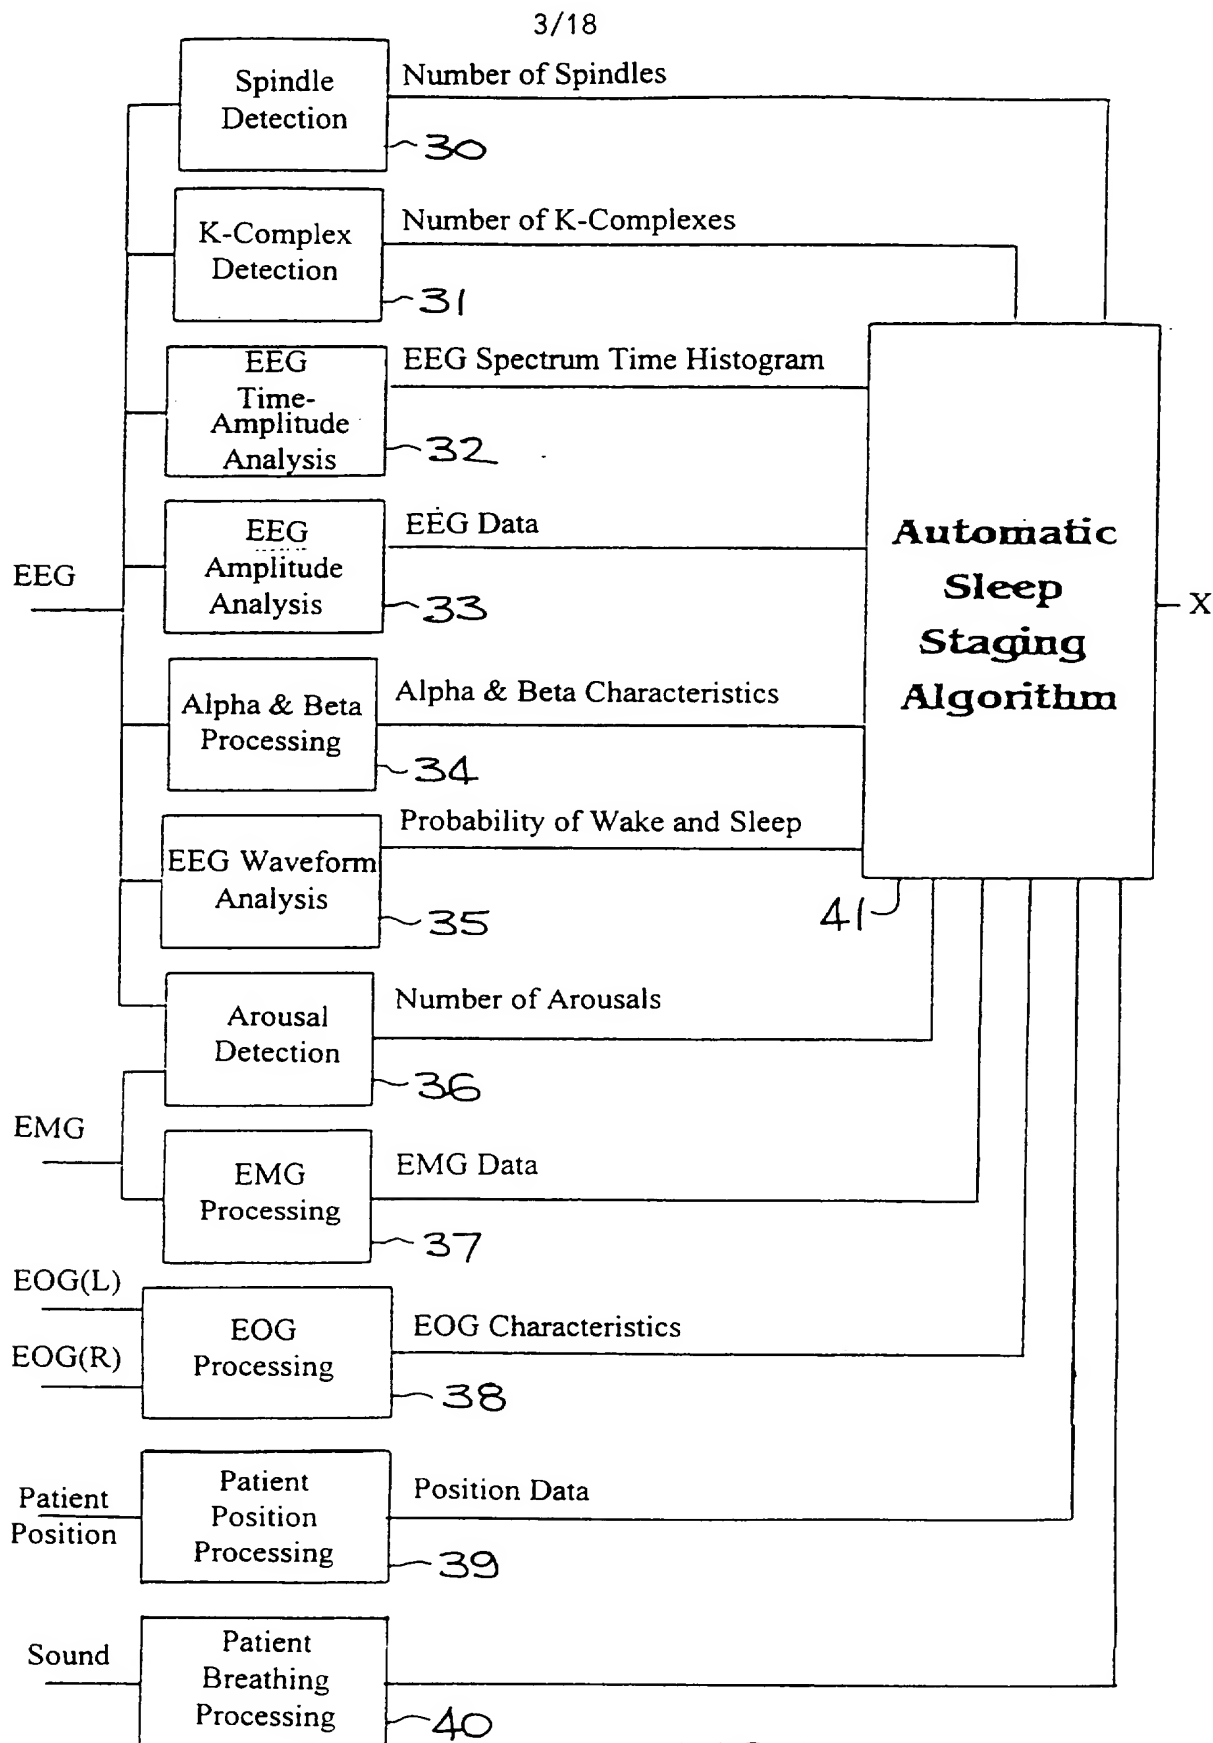 3/18
Spindle
Detection
Number of Spindles
30
K-Complex
Detection
Number of K-Complexes
31
EEG
Time-
Amplitude
Analysis
EEG Spectrum Time Histogram
32
EEG
Amplitude
Analysis
EEG Data
33
EEG
Alpha & Beta
Processing
Alpha & Beta Characteristics
34
EEG Waveform
Analysis
Probability of Wake and Sleep
35
Automatic
Sleep
Staging
Algorithm
X
41
Arousal
Detection
Number of Arousals
36
EMG
EMG
Processing
EMG Data
37
EOG(L)
EOG(R)
EOG
Processing
EOG Characteristics
38
Patient
Position
Patient
Position
Processing
Position Data
39
Sound
Patient
Breathing
Processing
40